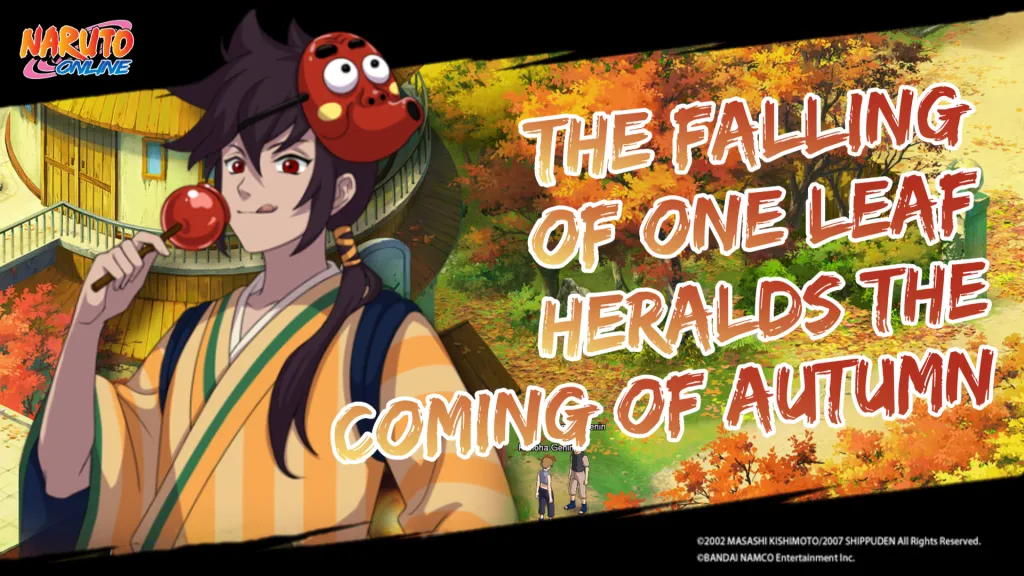 NARUTO
ONLINE
THE FALLING
OF ONE LEAF
HERALDS THE
COMING OF AUTUMN
Genin
©2002 MASASHI KISHIMOTO/2007 SHIPPUDEN All Rights Reserved.
©BANDAI NAMCO Entertainment Inc.